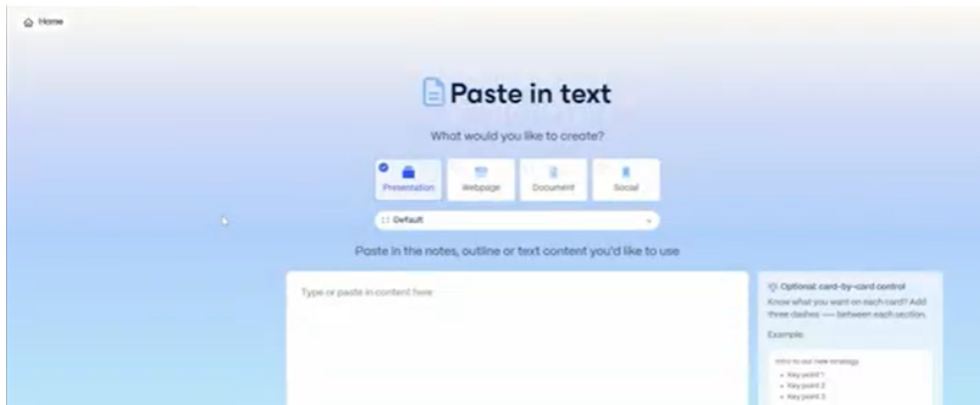 Home
Paste in text
What would you like to create?
Presentation
Webpage
Document
Social
Default
Paste in the notes, outline or text content you'd like to use
Type or paste in content here
Optional: card-by-card control
Know what you want on each card? Add
three dashes --- between each section.
Example:
Intro to our new strategy
• Key point 1
• Key point 2
• Key point 3